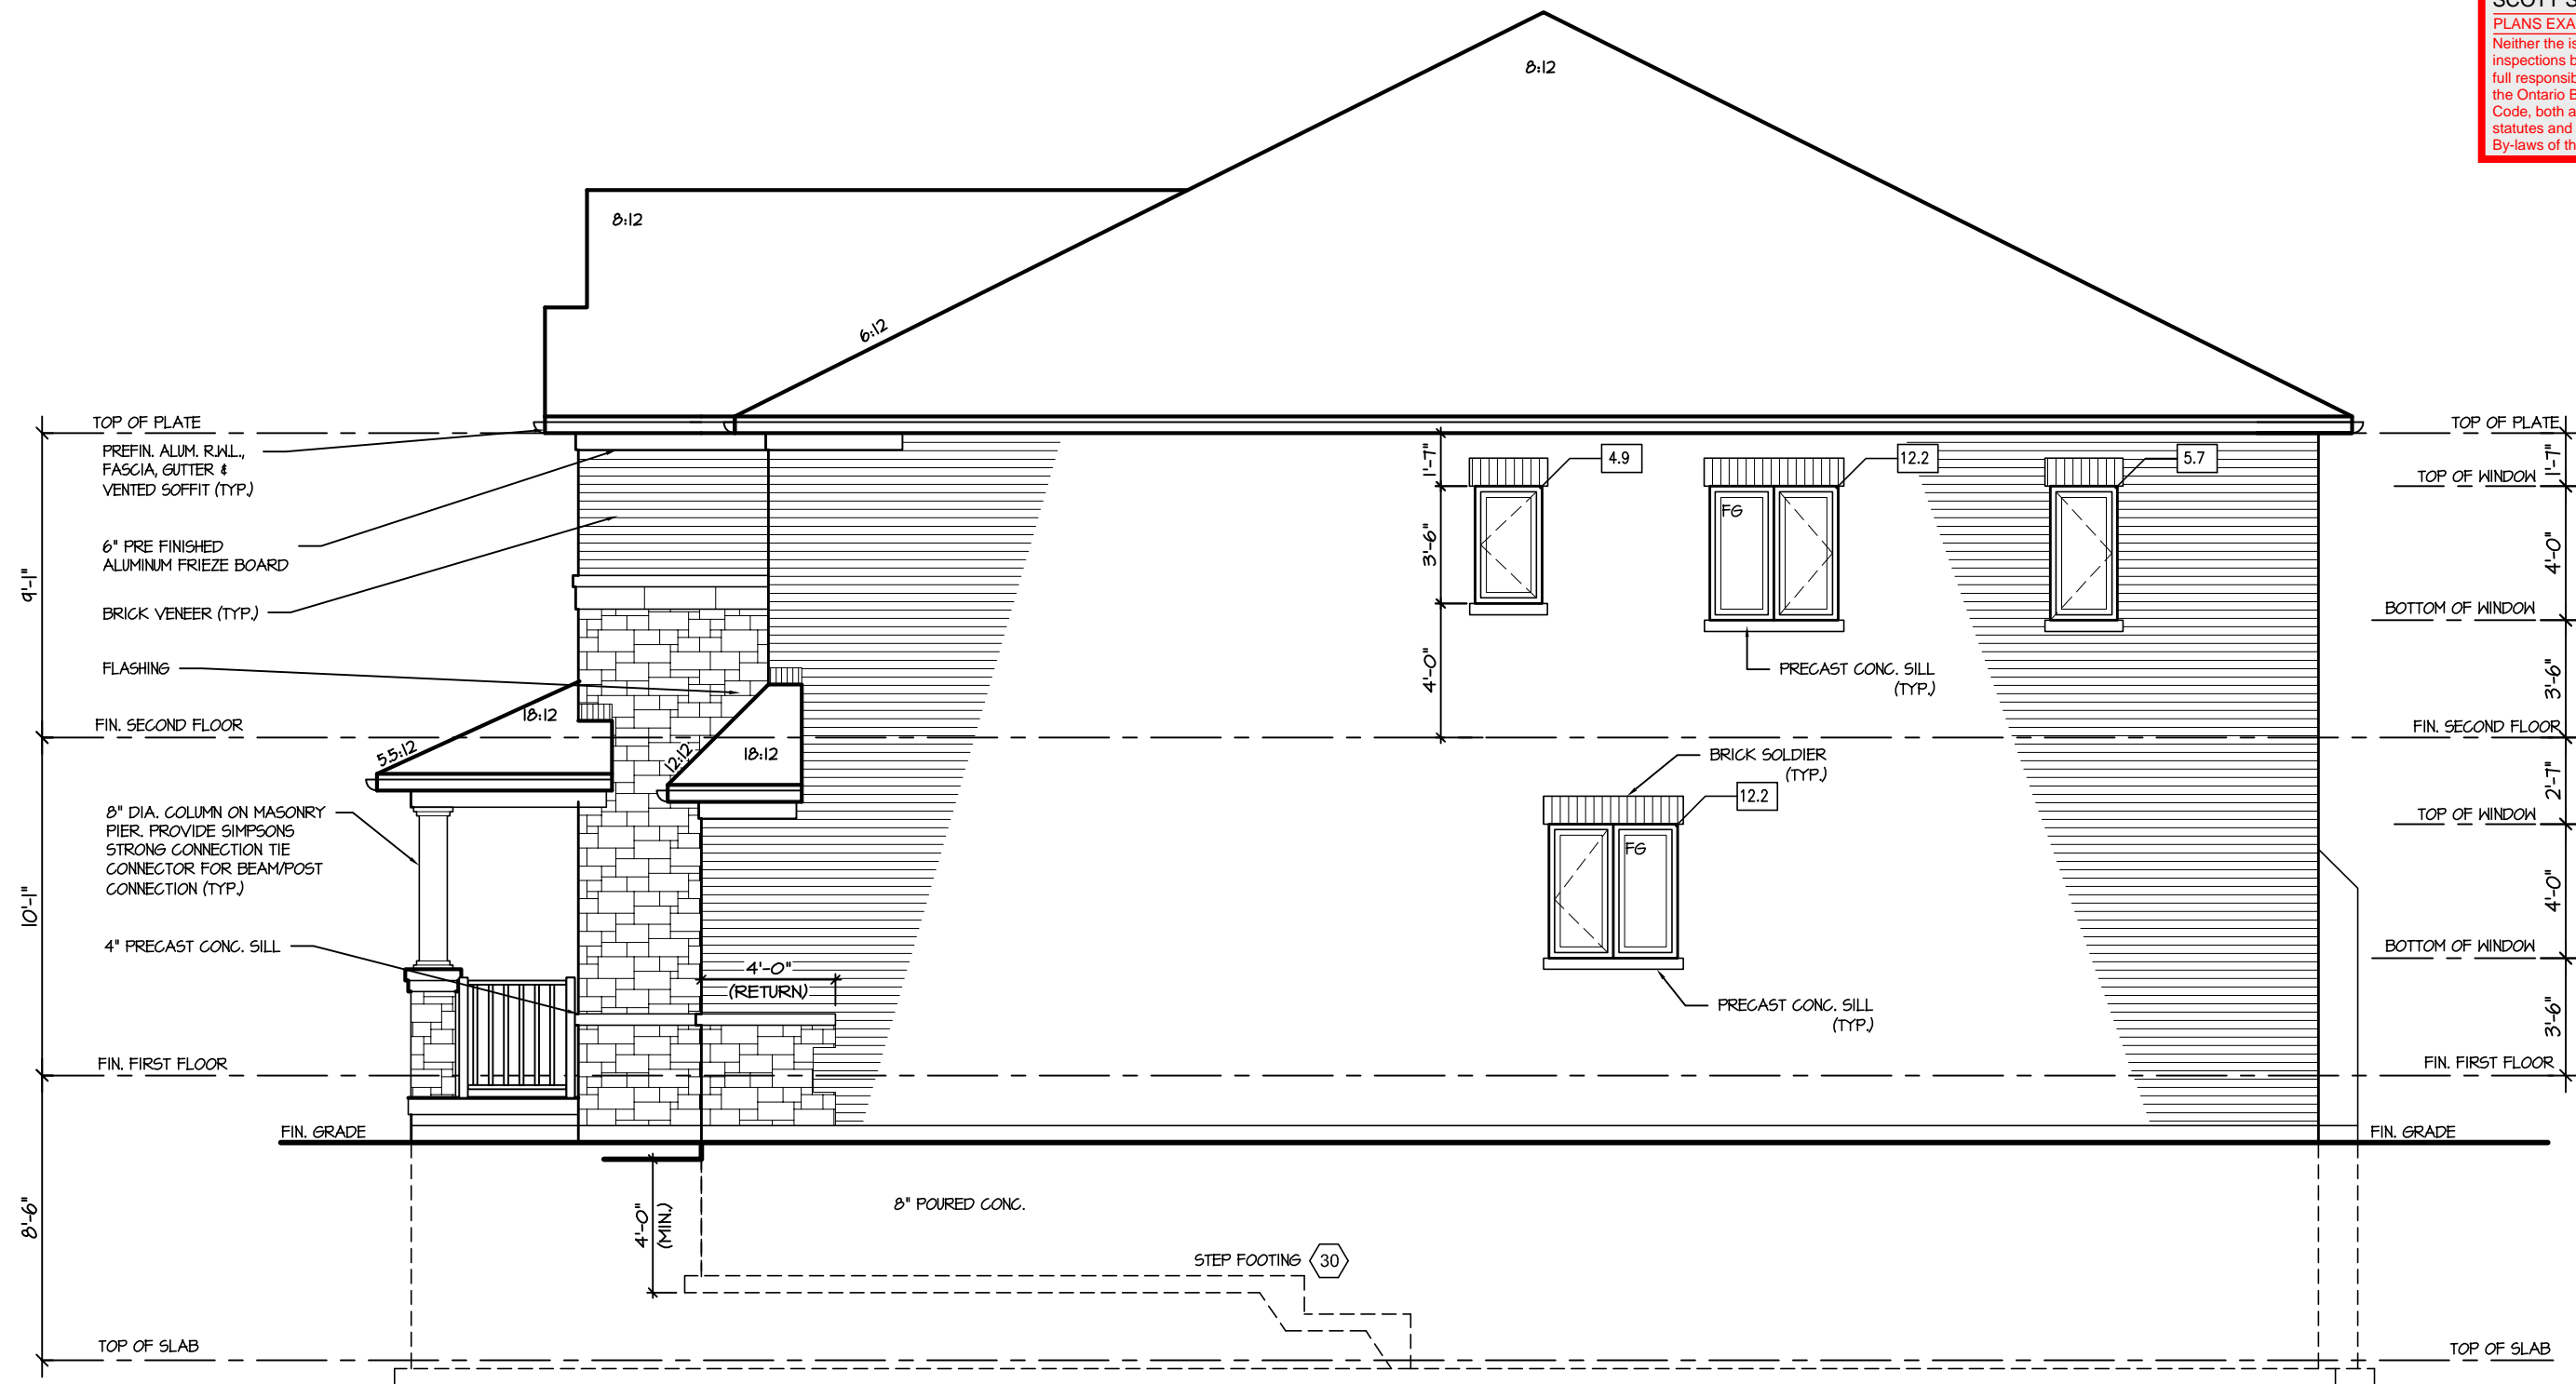 SCOTT S
PLANS EXA
Neither the is
inspections b
full responsib
the Ontario B
Code, both a
statutes and
By-laws of th
8:12
8:12
6:12
TOP OF PLATE
PREFIN. ALUM. R.W.L.,
FASCIA, GUTTER &
VENTED SOFFIT (TYP.)
6" PRE FINISHED
ALUMINUM FRIEZE BOARD
BRICK VENEER (TYP.)
FLASHING
FIN. SECOND FLOOR
8" DIA. COLUMN ON MASONRY
PIER. PROVIDE SIMPSONS
STRONG CONNECTION TIE
CONNECTOR FOR BEAM/POST
CONNECTION (TYP.)
4" PRECAST CONC. SILL
FIN. FIRST FLOOR
FIN. GRADE
TOP OF SLAB
9'-1"
10'-1"
8'-6"
18:12
5.5:12
12:12
18:12
4'-0"
(RETURN)
4'-0"
(MIN.)
8" POURED CONC.
STEP FOOTING
30
1'-7"
3'-6"
4'-0"
4.9
12.2
5.7
FG
PRECAST CONC. SILL
(TYP.)
BRICK SOLDIER
(TYP.)
12.2
FG
PRECAST CONC. SILL
(TYP.)
TOP OF PLATE
TOP OF WINDOW
BOTTOM OF WINDOW
FIN. SECOND FLOOR
TOP OF WINDOW
BOTTOM OF WINDOW
FIN. FIRST FLOOR
FIN. GRADE
TOP OF SLAB
1'-7"
4'-0"
3'-6"
2'-7"
4'-0"
3'-6"